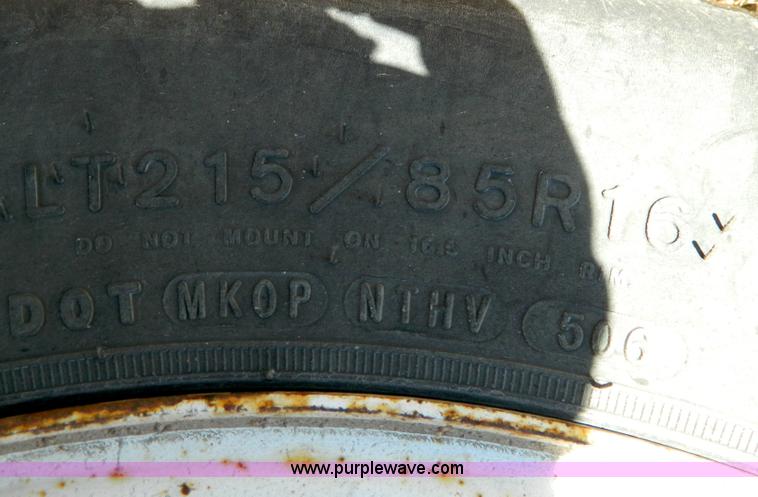 LT215/85R16
DO NOT MOUNT ON 16.5 INCH RIM.
DOT MKOP NTHV 506
www.purplewave.com